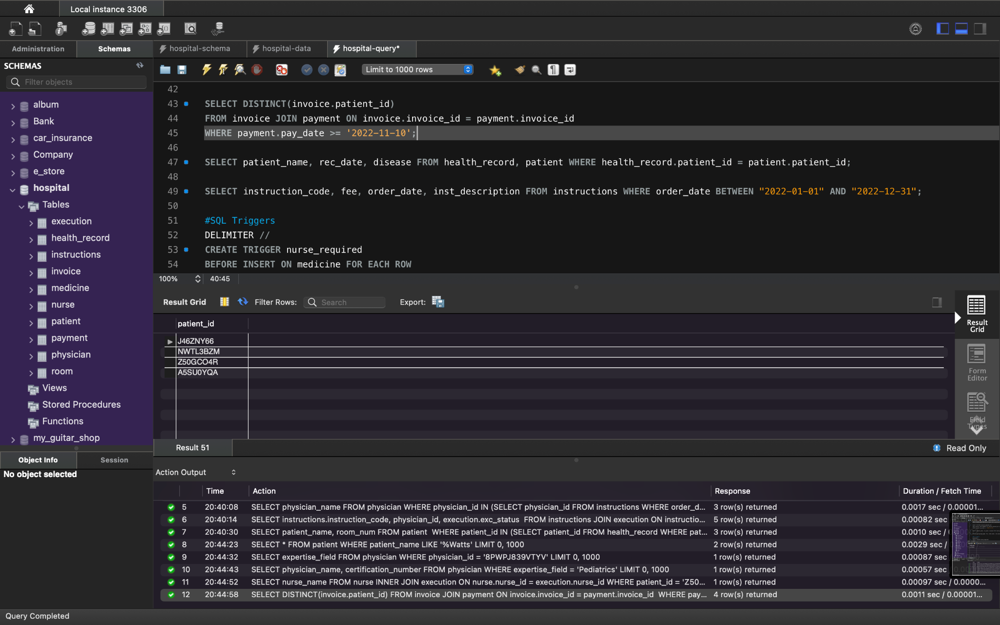 Local instance 3306
Administration
Schemas
hospital-schema
hospital-data
hospital-query*
SCHEMAS
Filter objects
Limit to 1000 rows
album
Bank
car_insurance
Company
e_store
hospital
Tables
execution
health_record
instructions
invoice
medicine
nurse
patient
payment
physician
room
Views
Stored Procedures
Functions
my_guitar_shop
Object Info
Session
No object selected
42
43 SELECT DISTINCT(invoice.patient_id)
44 FROM invoice JOIN payment ON invoice.invoice_id = payment.invoice_id
45 WHERE payment.pay_date >= '2022-11-10';
46
47 SELECT patient_name, rec_date, disease FROM health_record, patient WHERE health_record.patient_id = patient.patient_id;
48
49 SELECT instruction_code, fee, order_date, inst_description FROM instructions WHERE order_date BETWEEN "2022-01-01" AND "2022-12-31";
50
51 #SQL Triggers
52 DELIMITER //
53 CREATE TRIGGER nurse_required
54 BEFORE INSERT ON medicine FOR EACH ROW
100% 40:45
Result Grid Filter Rows: Search Export:
patient_id
J46ZNY66
NWTL3BZM
Z50GCO4R
A5SU0YQA
Result
Grid
Form
Editor
Field
Types
Result 51
Read Only
Action Output
Time Action Response Duration / Fetch Time
5 20:40:08 SELECT physician_name FROM physician WHERE physician_id IN (SELECT physician_id FROM instructions WHERE order_d... 3 row(s) returned 0.0017 sec / 0.00001...
6 20:40:14 SELECT instructions.instruction_code, physician_id, execution.exc_status FROM instructions JOIN execution ON instructio... 5 row(s) returned 0.00082 sec
7 20:40:30 SELECT patient_name, room_num FROM patient WHERE patient_id IN (SELECT patient_id FROM health_record WHERE pat... 3 row(s) returned 0.0010 sec /
8 20:44:23 SELECT * FROM patient WHERE patient_name LIKE '%Watts' LIMIT 0, 1000 2 row(s) returned 0.0029 sec /
9 20:44:32 SELECT expertise_field FROM physician WHERE physician_id = '8PWPJ839VTYV' LIMIT 0, 1000 1 row(s) returned 0.00087 sec
10 20:44:43 SELECT physician_name, certification_number FROM physician WHERE expertise_field = 'Pediatrics' LIMIT 0, 1000 1 row(s) returned 0.00057 sec
11 20:44:52 SELECT nurse_name FROM nurse INNER JOIN execution ON nurse.nurse_id = execution.nurse_id WHERE patient_id = 'Z50... 1 row(s) returned 0.00097 sec / 0.0000...
12 20:44:58 SELECT DISTINCT(invoice.patient_id) FROM invoice JOIN payment ON invoice.invoice_id = payment.invoice_id WHERE pay... 4 row(s) returned 0.0011 sec / 0.00001...
Query Completed